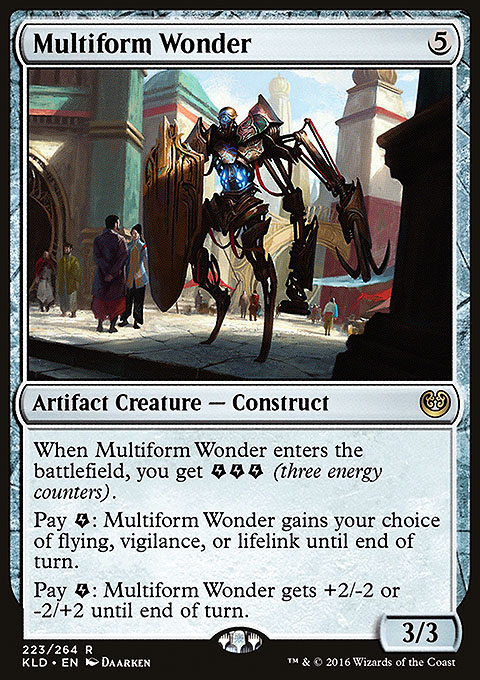 Multiform Wonder 5
Artifact Creature — Construct
When Multiform Wonder enters the
battlefield, you get (three energy
counters).
Pay : Multiform Wonder gains your choice
of flying, vigilance, or lifelink until end of
turn.
Pay : Multiform Wonder gets +2/-2 or
-2/+2 until end of turn.
3/3
223/264 R
KLD • EN Daarken
™ & © 2016 Wizards of the Coast